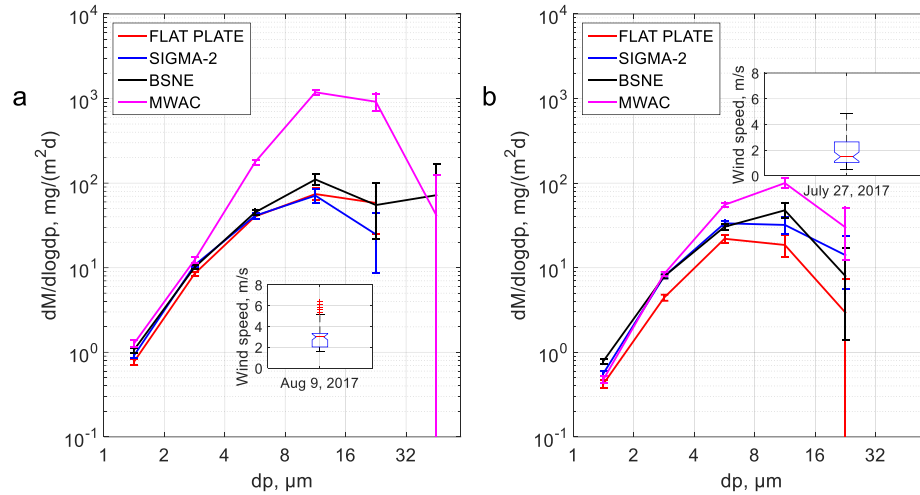 a
10^4
10^3
10^2
10^1
10^0
10^-1
dM/dlogdp, mg/(m^2d)
FLAT PLATE
SIGMA-2
BSNE
MWAC
Wind speed, m/s
8
6
4
2
0
Aug 9, 2017
1 2 4 8 16 32
dp, µm
b
10^4
10^3
10^2
10^1
10^0
10^-1
dM/dlogdp, mg/(m^2d)
FLAT PLATE
SIGMA-2
BSNE
MWAC
Wind speed, m/s
8
6
4
2
0
July 27, 2017
1 2 4 8 16 32
dp, µm